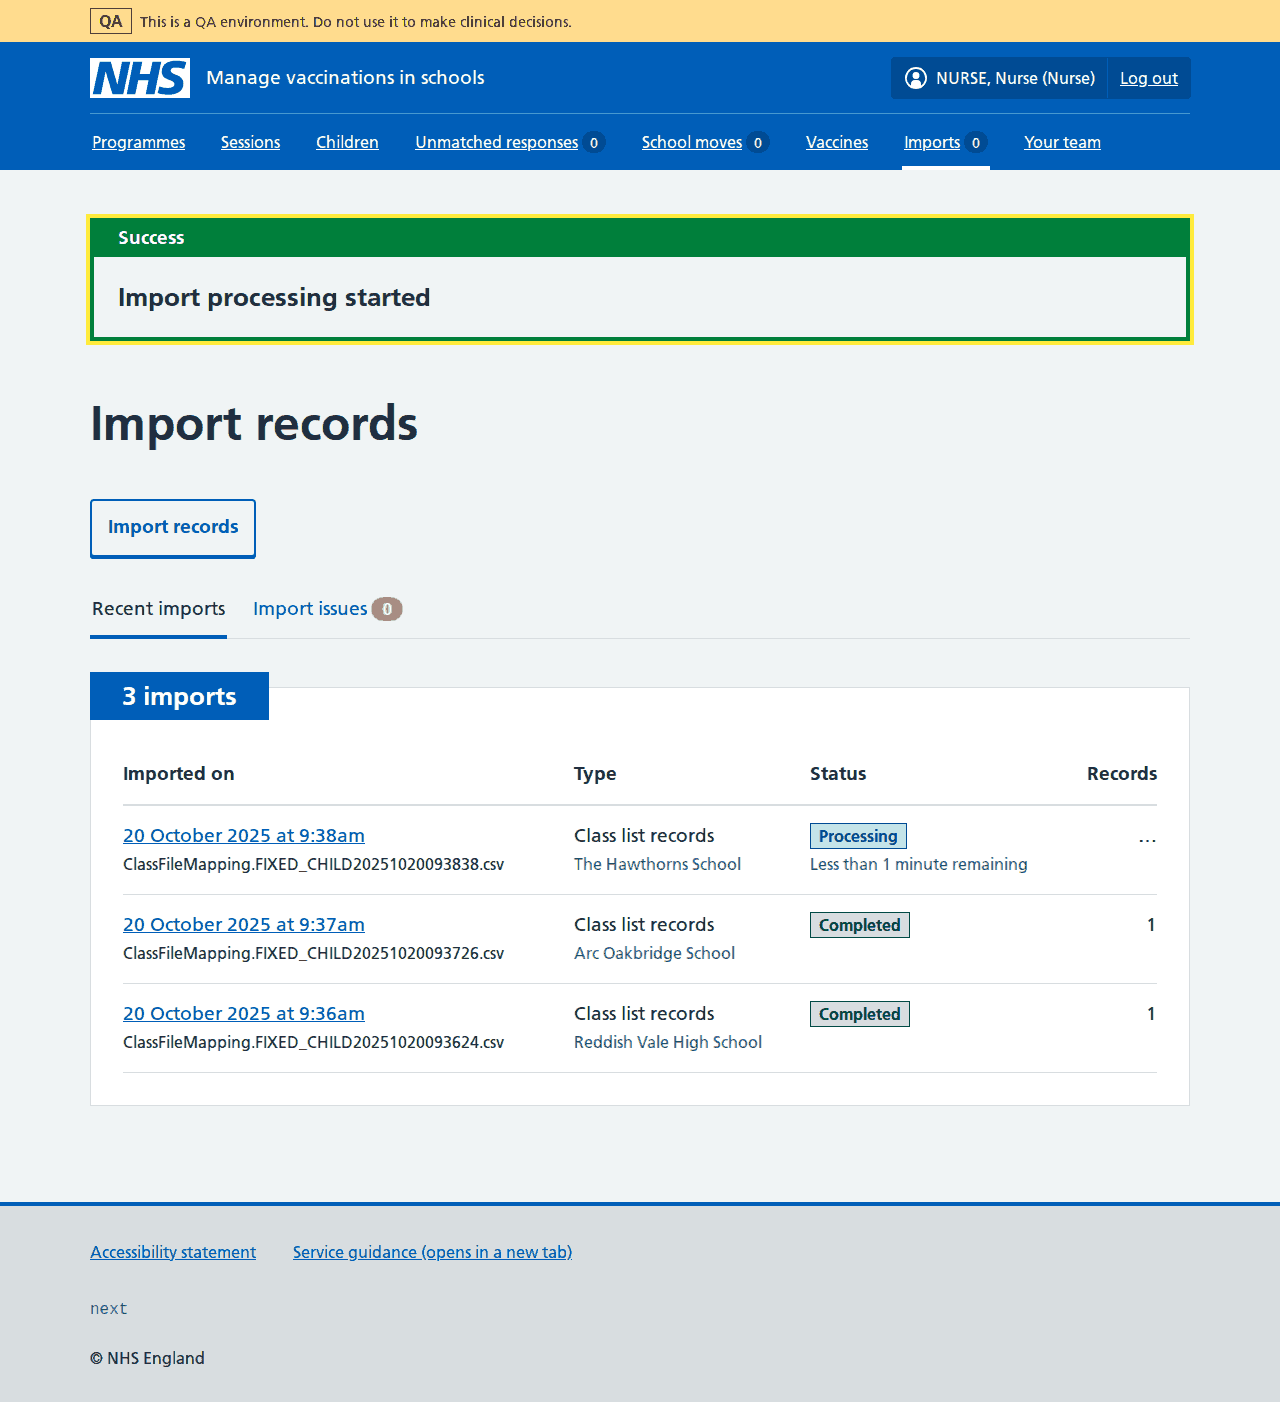 QA This is a QA environment. Do not use it to make clinical decisions.
NHS Manage vaccinations in schools NURSE, Nurse (Nurse) Log out
Programmes Sessions Children Unmatched responses 0 School moves 0 Vaccines Imports 0 Your team
Success
Import processing started
Import records
Import records
Recent imports Import issues 0
3 imports
Imported on Type Status Records
20 October 2025 at 9:38am Class list records Processing ...
ClassFileMapping.FIXED_CHILD20251020093838.csv The Hawthorns School Less than 1 minute remaining
20 October 2025 at 9:37am Class list records Completed 1
ClassFileMapping.FIXED_CHILD20251020093726.csv Arc Oakbridge School
20 October 2025 at 9:36am Class list records Completed 1
ClassFileMapping.FIXED_CHILD20251020093624.csv Reddish Vale High School
Accessibility statement Service guidance (opens in a new tab)
next
© NHS England